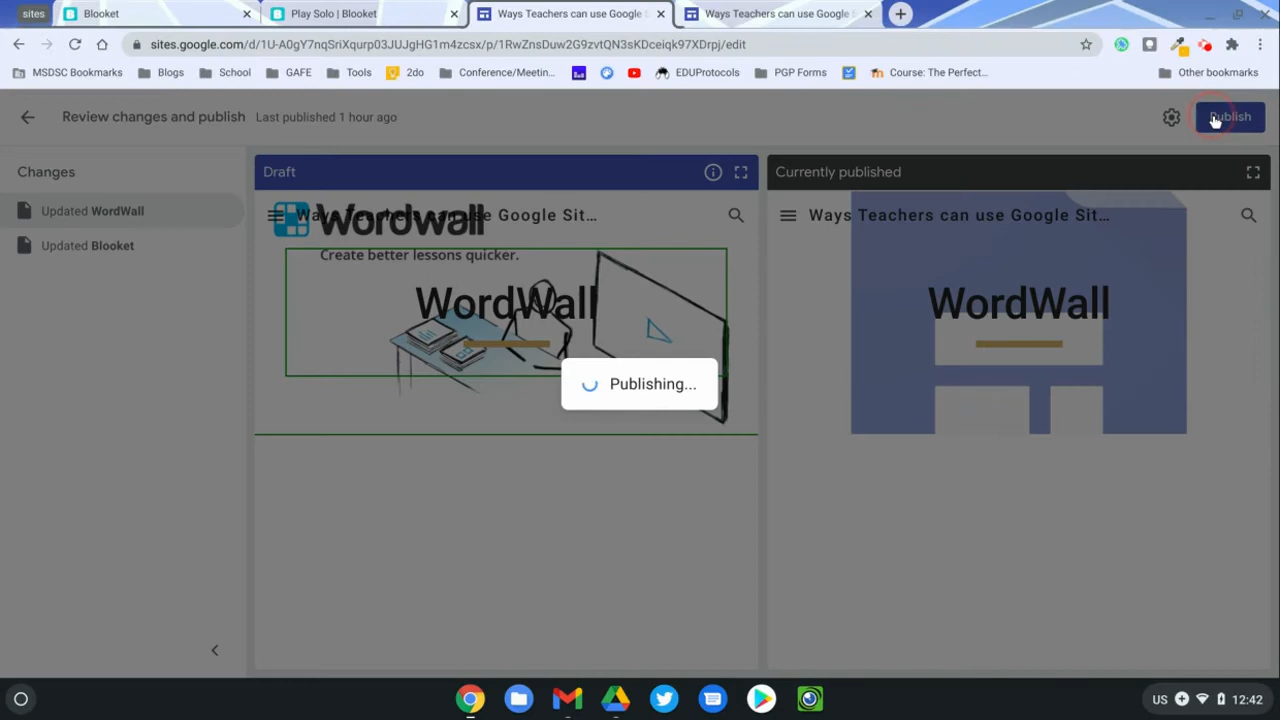 sites
Blooket
Play Solo | Blooket
Ways Teachers can use Google S
Ways Teachers can use Google S
sites.google.com/d/1U-A0gY7nqSriXqurp03JUJgHG1m4zcsx/p/1RwZnsDuw2G9zvtQN3sKDceiqk97XDrpj/edit
MSDSC Bookmarks
Blogs
School
GAFE
Tools
2do
Conference/Meetin...
EDUProtocols
PGP Forms
Course: The Perfect...
Other bookmarks
Review changes and publish
Last published 1 hour ago
Publish
Changes
Updated WordWall
Updated Blooket
Draft
Ways Teachers can use Google Sit...
Wordwall
Create better lessons quicker.
WordWall
Currently published
Ways Teachers can use Google Sit...
WordWall
Publishing...
US
12:42